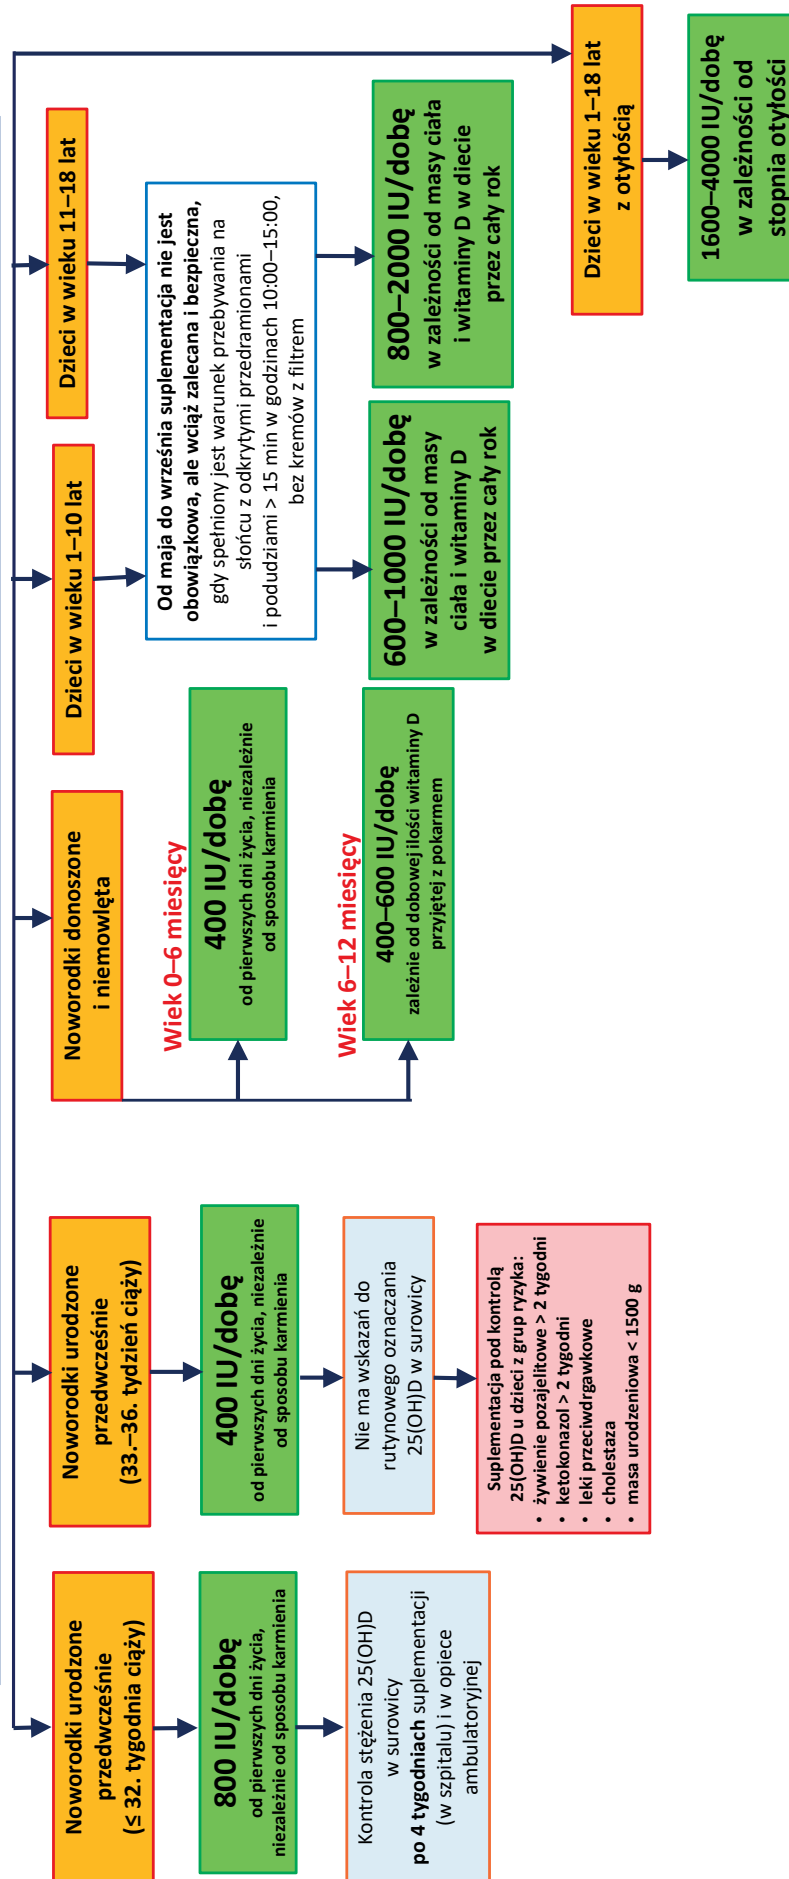 Noworodki urodzone
przedwcześnie
(≤ 32. tygodnia ciąży)
800 IU/dobę
od pierwszych dni życia,
niezależnie od sposobu karmienia
Kontrola stężenia 25(OH)D
w surowicy
po 4 tygodniach suplementacji
(w szpitalu) i w opiece
ambulatoryjnej
Noworodki urodzone
przedwcześnie
(33.–36. tydzień ciąży)
400 IU/dobę
od pierwszych dni życia, niezależnie
od sposobu karmienia
Nie ma wskazań do
rutynowego oznaczania
25(OH)D w surowicy
Suplementacja pod kontrolą
25(OH)D u dzieci z grup ryzyka:
• żywienie pozajelitowe > 2 tygodni
• ketokonazol > 2 tygodni
• leki przeciwdrgawkowe
• cholestaza
• masa urodzeniowa < 1500 g
Noworodki donoszone
i niemowlęta
Wiek 0–6 miesięcy
400 IU/dobę
od pierwszych dni życia, niezależnie
od sposobu karmienia
Wiek 6–12 miesięcy
400–600 IU/dobę
zależnie od dobowej ilości witaminy D
przyjętej z pokarmem
Dzieci w wieku 1–10 lat
Dzieci w wieku 11–18 lat
Od maja do września suplementacja nie jest
obowiązkowa, ale wciąż zalecana i bezpieczna,
gdy spełniony jest warunek przebywania na
słońcu z odkrytymi przedramionami
i podudziami > 15 min w godzinach 10:00–15:00,
bez kremów z filtrem
600–1000 IU/dobę
w zależności od masy
ciała i witaminy D
w diecie przez cały rok
800–2000 IU/dobę
w zależności od masy ciała
i witaminy D w diecie
przez cały rok
Dzieci w wieku 1–18 lat
z otyłością
1600–4000 IU/dobę
w zależności od
stopnia otyłości